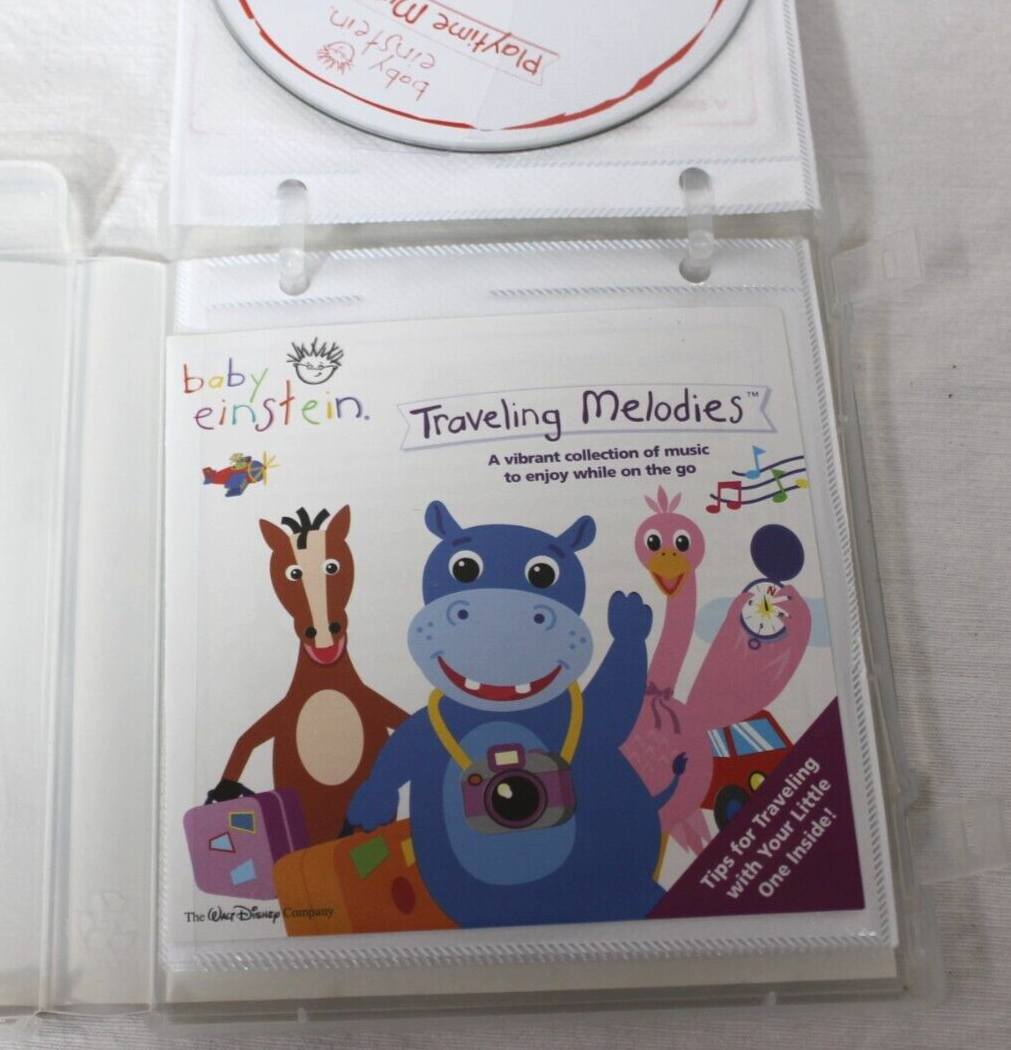 Playtime
baby
einstein.
baby
einstein.
Traveling Melodies™
A vibrant collection of music
to enjoy while on the go
N
S
Tips for Traveling
with Your Little
One Inside!
The Walt Disney Company